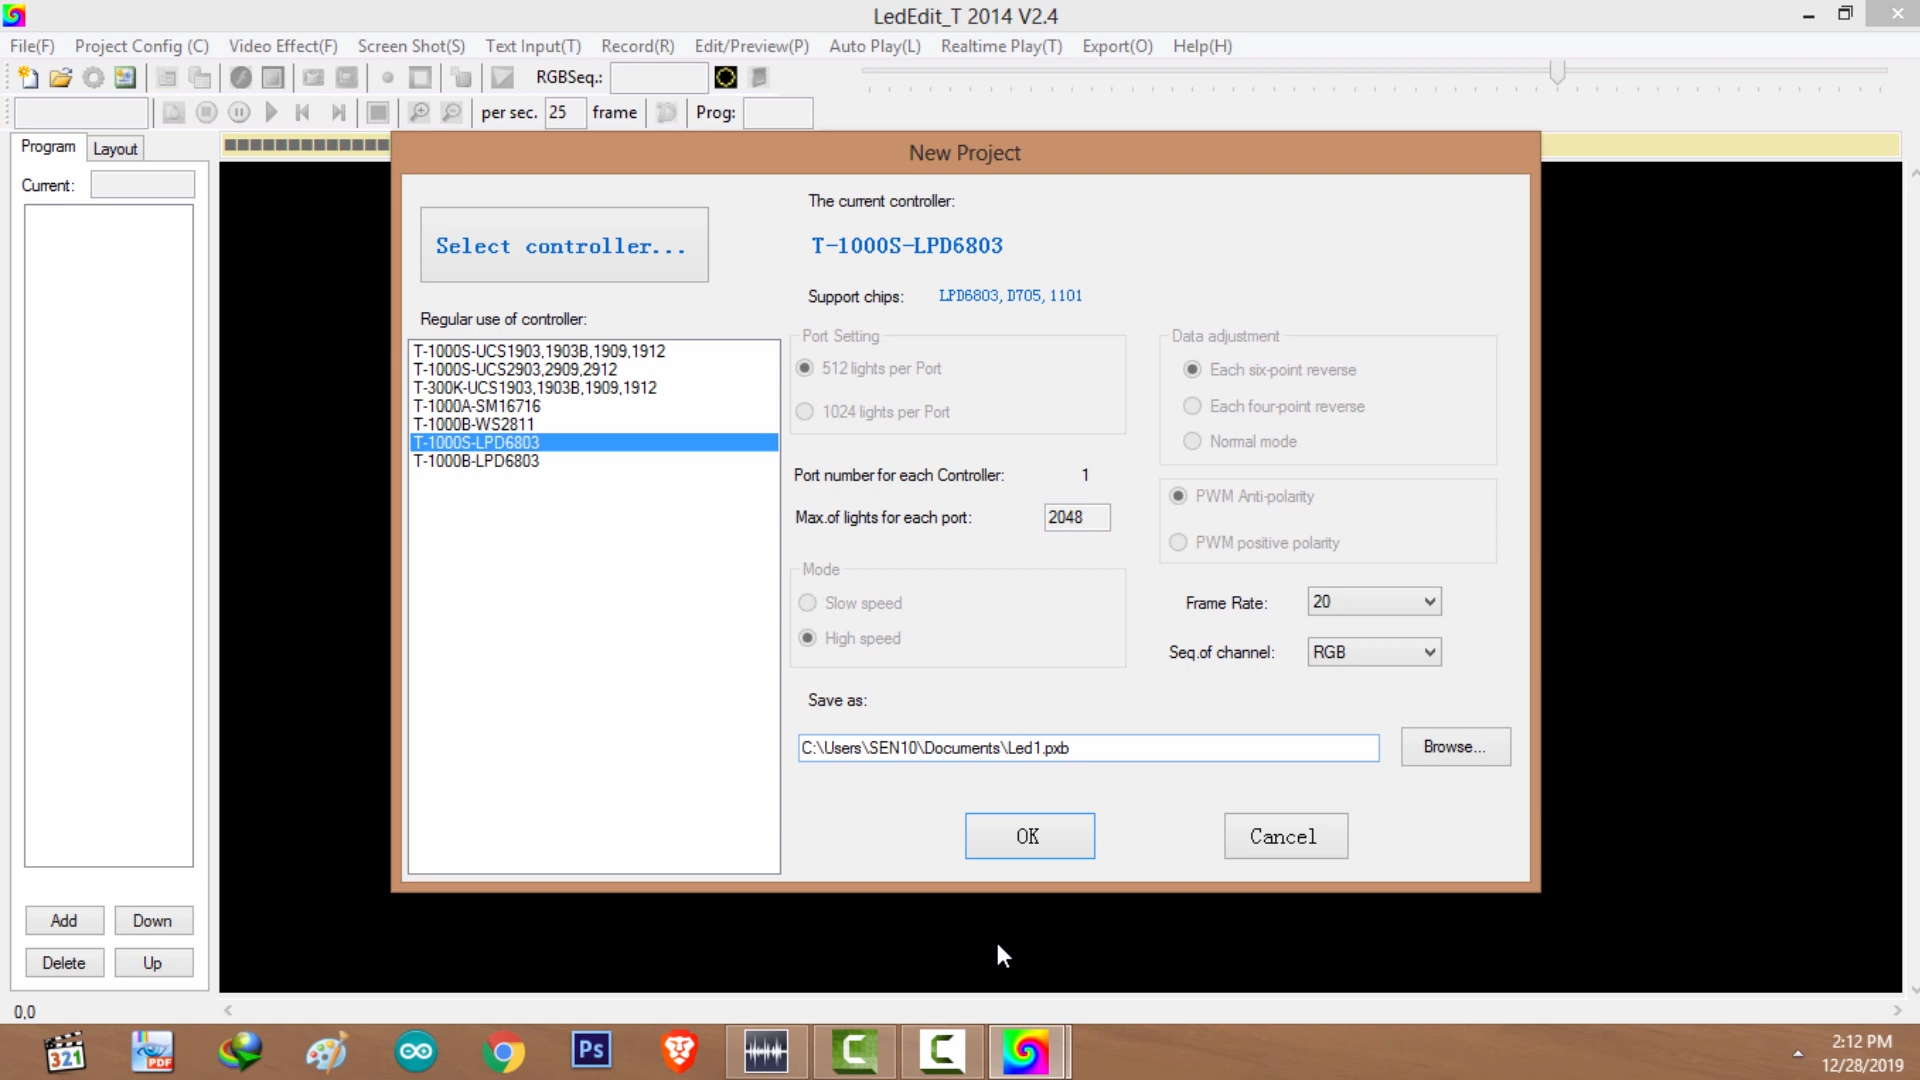 LedEdit_T 2014 V2.4
File(F) Project Config (C) Video Effect(F) Screen Shot(S) Text Input(T) Record(R) Edit/Preview(P) Auto Play(L) Realtime Play(T) Export(O) Help(H)
RGBSeq.:
per sec. 25 frame Prog:
Program Layout
Current:
New Project
Select controller...
The current controller:
T-1000S-LPD6803
Support chips: LPD6803, D705, 1101
Regular use of controller:
T-1000S-UCS1903,1903B,1909,1912
T-1000S-UCS2903,2909,2912
T-300K-UCS1903,1903B,1909,1912
T-1000A-SM16716
T-1000B-WS2811
T-1000S-LPD6803
T-1000B-LPD6803
Port Setting
512 lights per Port
1024 lights per Port
Data adjustment
Each six-point reverse
Each four-point reverse
Normal mode
Port number for each Controller: 1
Max.of lights for each port: 2048
PWM Anti-polarity
PWM positive polarity
Mode
Slow speed
High speed
Frame Rate: 20
Seq.of channel: RGB
Save as:
C:\Users\SEN10\Documents\Led1.pxb
Browse...
OK Cancel
Add Down
Delete Up
0,0
321
PDF
Ps
2:12 PM
12/28/2019